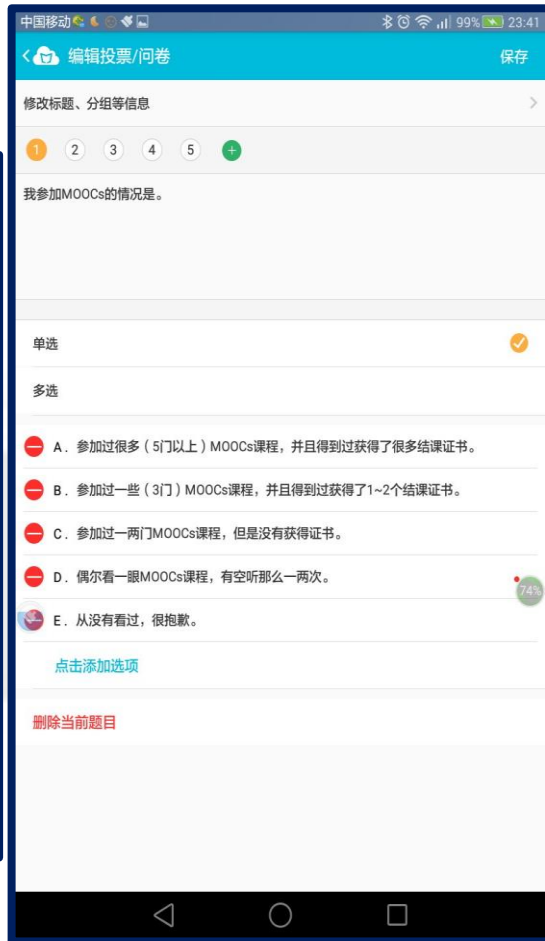 中国移动 99% 23:41
编辑投票/问卷 保存
修改标题、分组等信息
1 2 3 4 5 +
我参加MOOCs的情况是。
单选
多选
A. 参加过很多(5门以上)MOOCs课程，并且得到过获得了很多结课证书。
B. 参加过一些(3门)MOOCs课程，并且得到过获得了1~2个结课证书。
C. 参加过一两门MOOCs课程，但是没有获得证书。
D. 偶尔看一眼MOOCs课程，有空听那么一两次。
74%
E. 从没有看过，很抱歉。
点击添加选项
删除当前题目